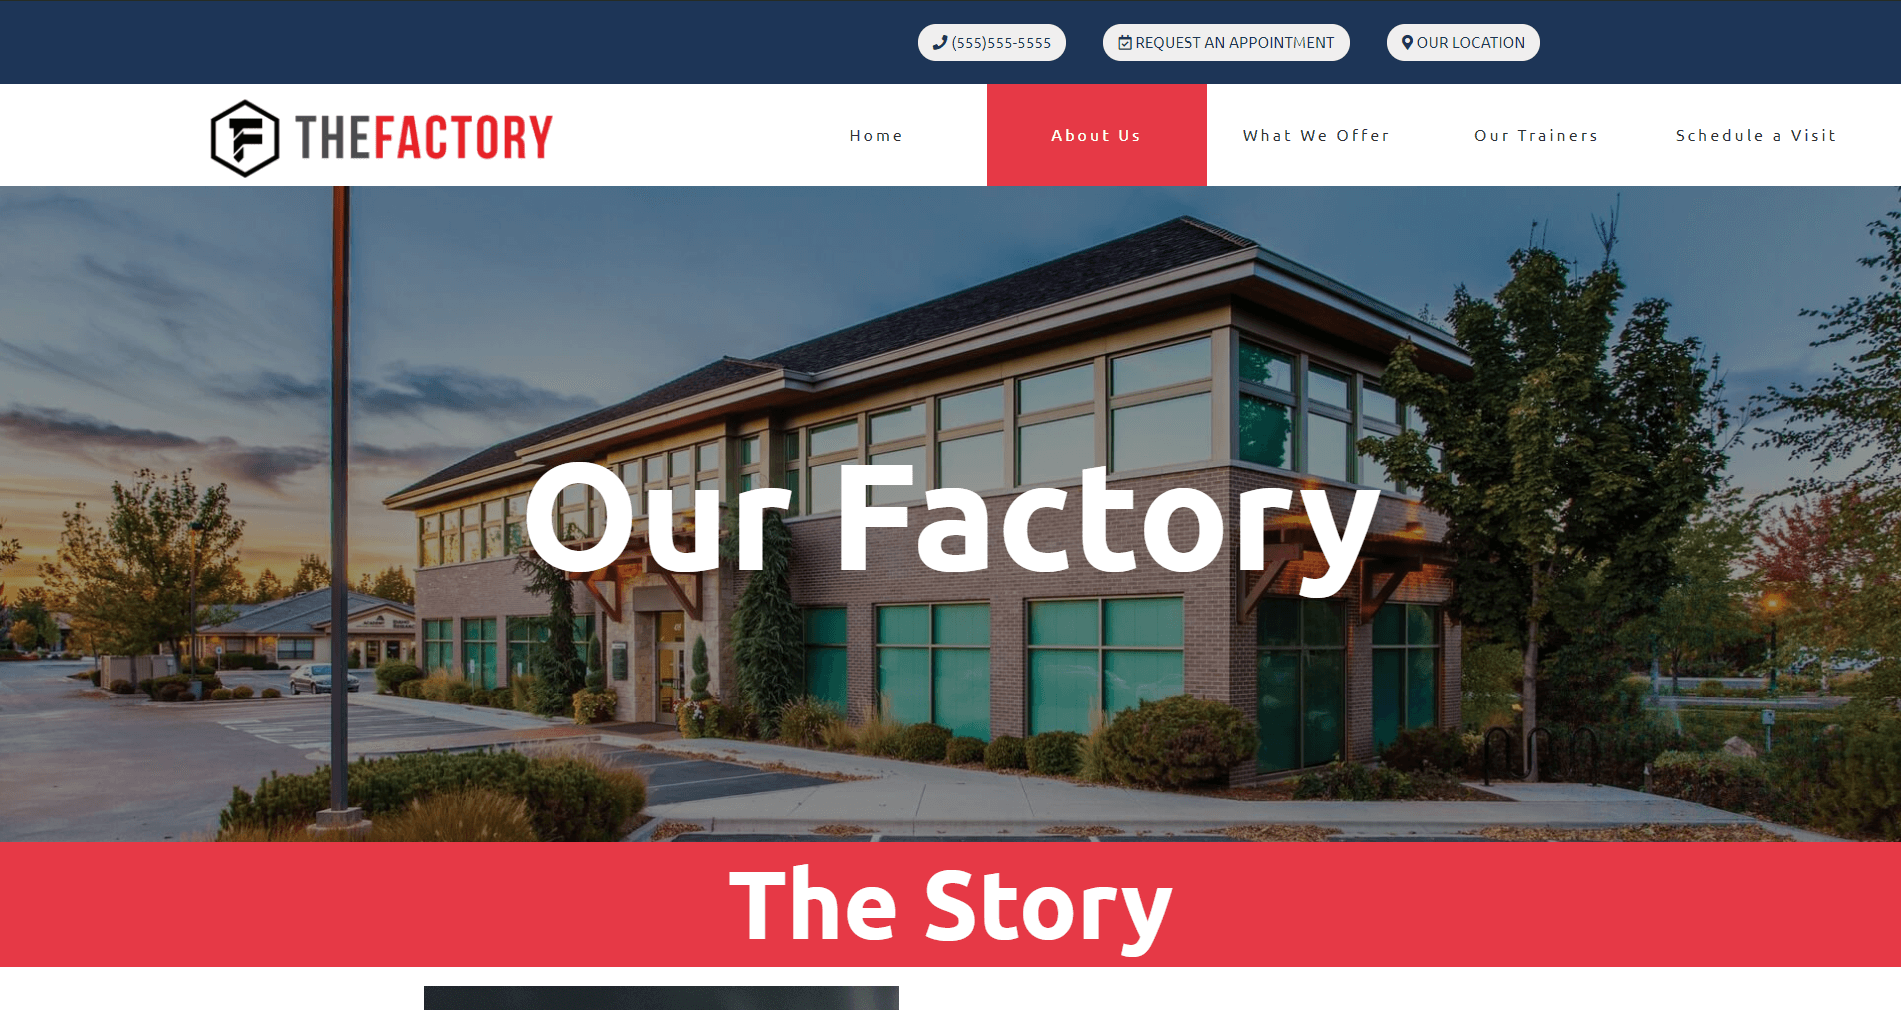 (555)555-5555
REQUEST AN APPOINTMENT
OUR LOCATION
THEFACTORY
Home
About Us
What We Offer
Our Trainers
Schedule a Visit
Our Factory
The Story